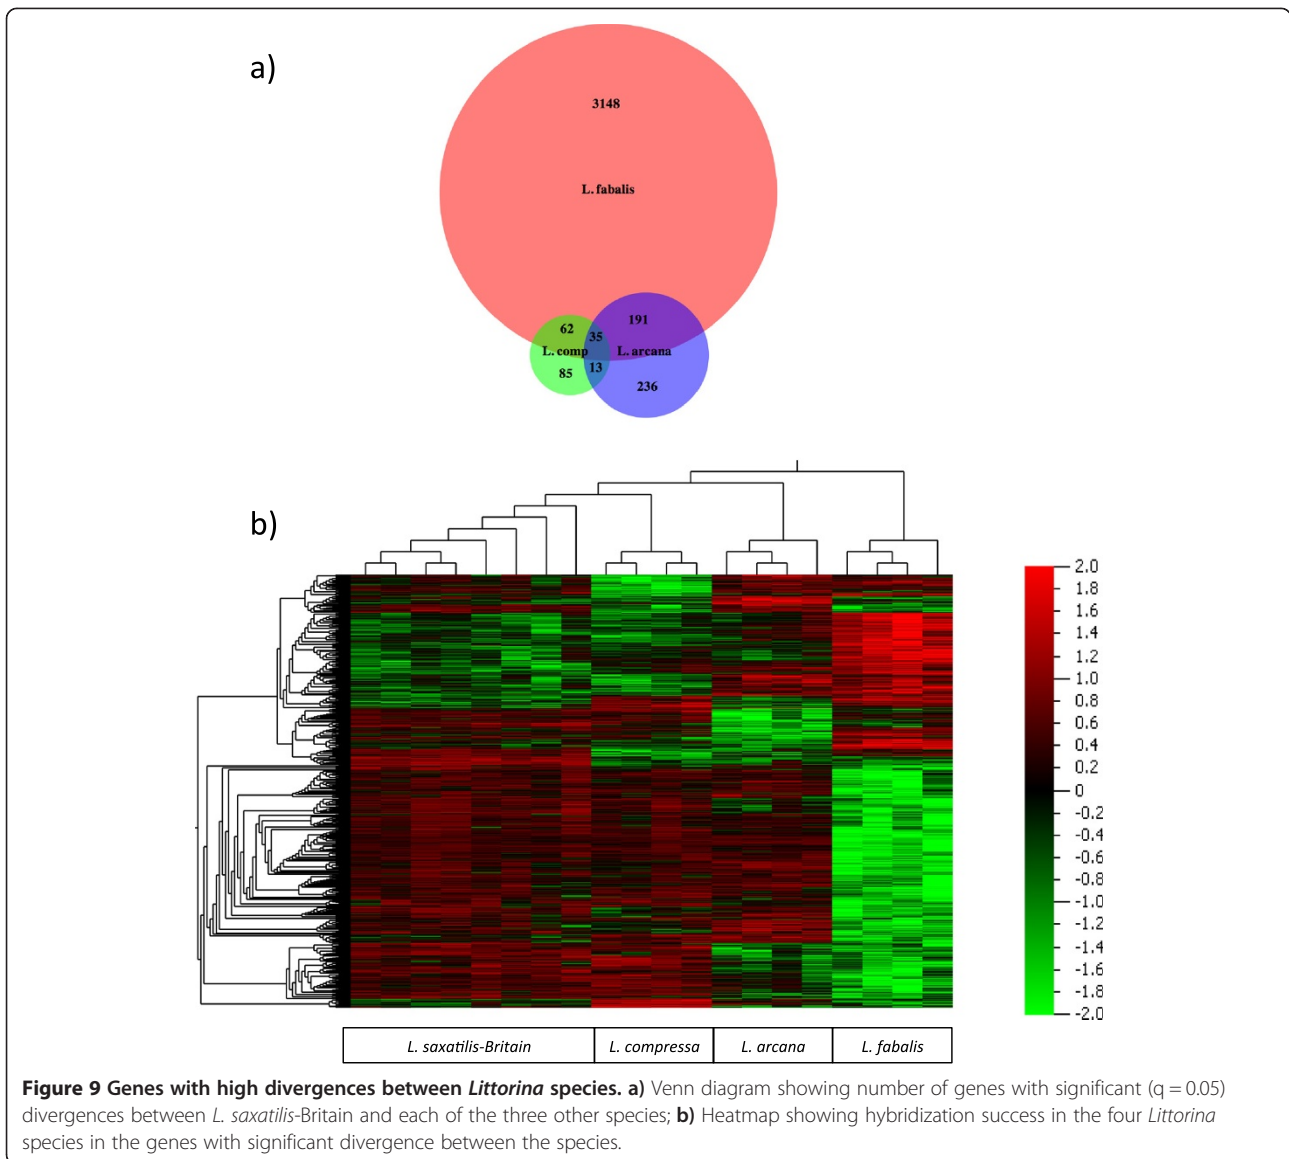 a)
3148
L. fabalis
62
35
191
L. comp
L. arcana
85
13
236
b)
2.0
1.8
1.6
1.4
1.2
1.0
0.8
0.6
0.4
0.2
0
-0.2
-0.4
-0.6
-0.8
-1.0
-1.2
-1.4
-1.6
-1.8
-2.0
L. saxatilis-Britain
L. compressa
L. arcana
L. fabalis
Figure 9 Genes with high divergences between Littorina species. a) Venn diagram showing number of genes with significant (q = 0.05)
divergences between L. saxatilis-Britain and each of the three other species; b) Heatmap showing hybridization success in the four Littorina
species in the genes with significant divergence between the species.